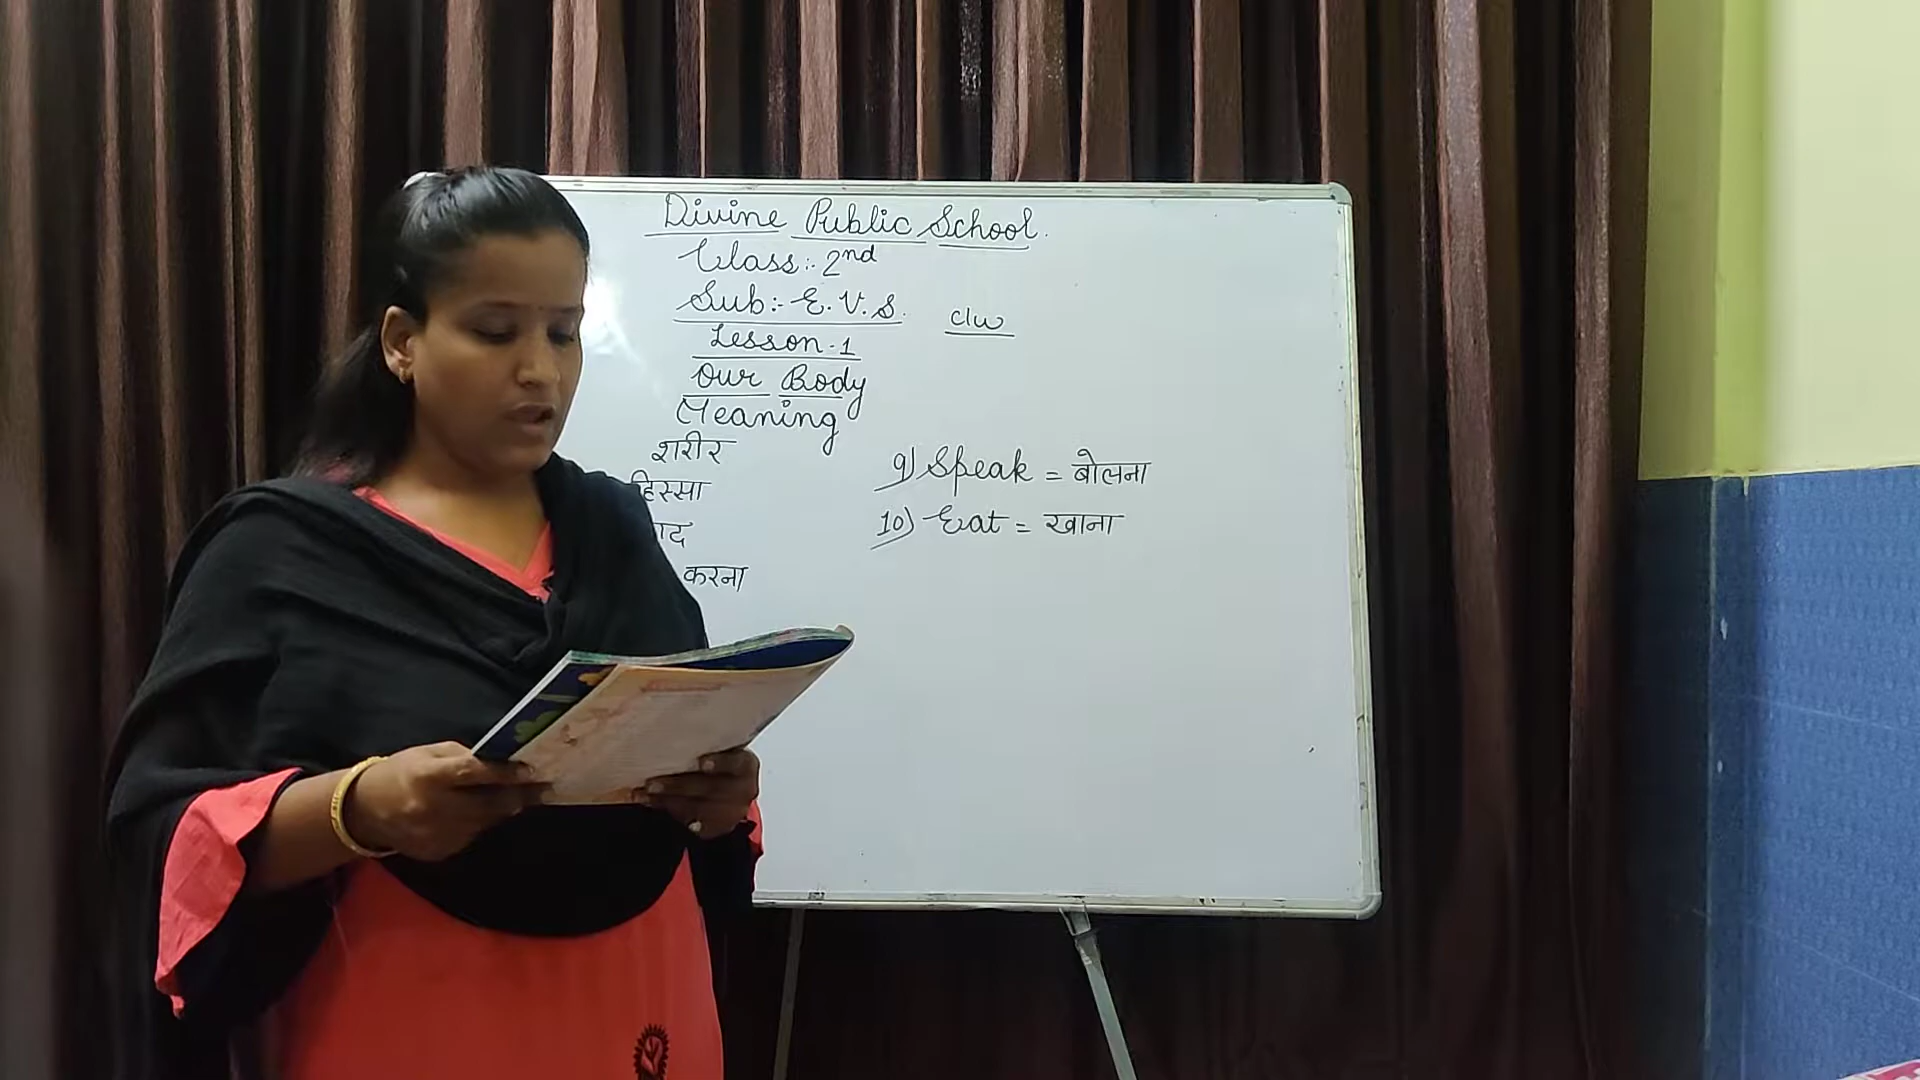 Divine Public School.
Class:- 2nd
Sub:- E.V.S.
c/w
Lesson-1
Our Body
Meaning
शरीर
हिस्सा
करना
9) Speak = बोलना
10) Eat = खाना